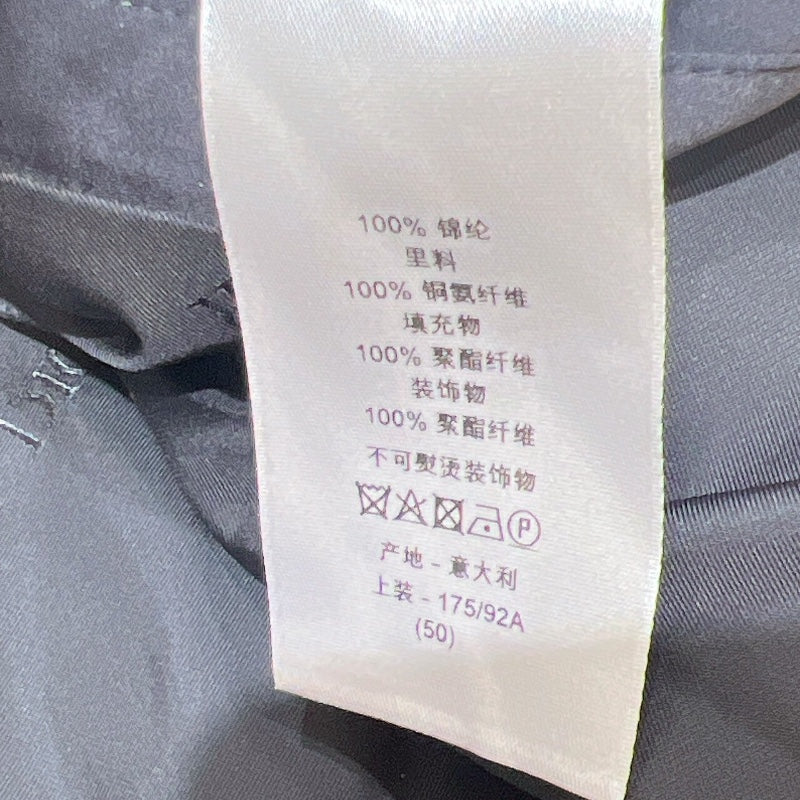 100% 锦纶
里料
100% 铜氨纤维
填充物
100% 聚酯纤维
装饰物
100% 聚酯纤维
不可熨烫装饰物
P
产地 - 意大利
上装 - 175/92A
(50)